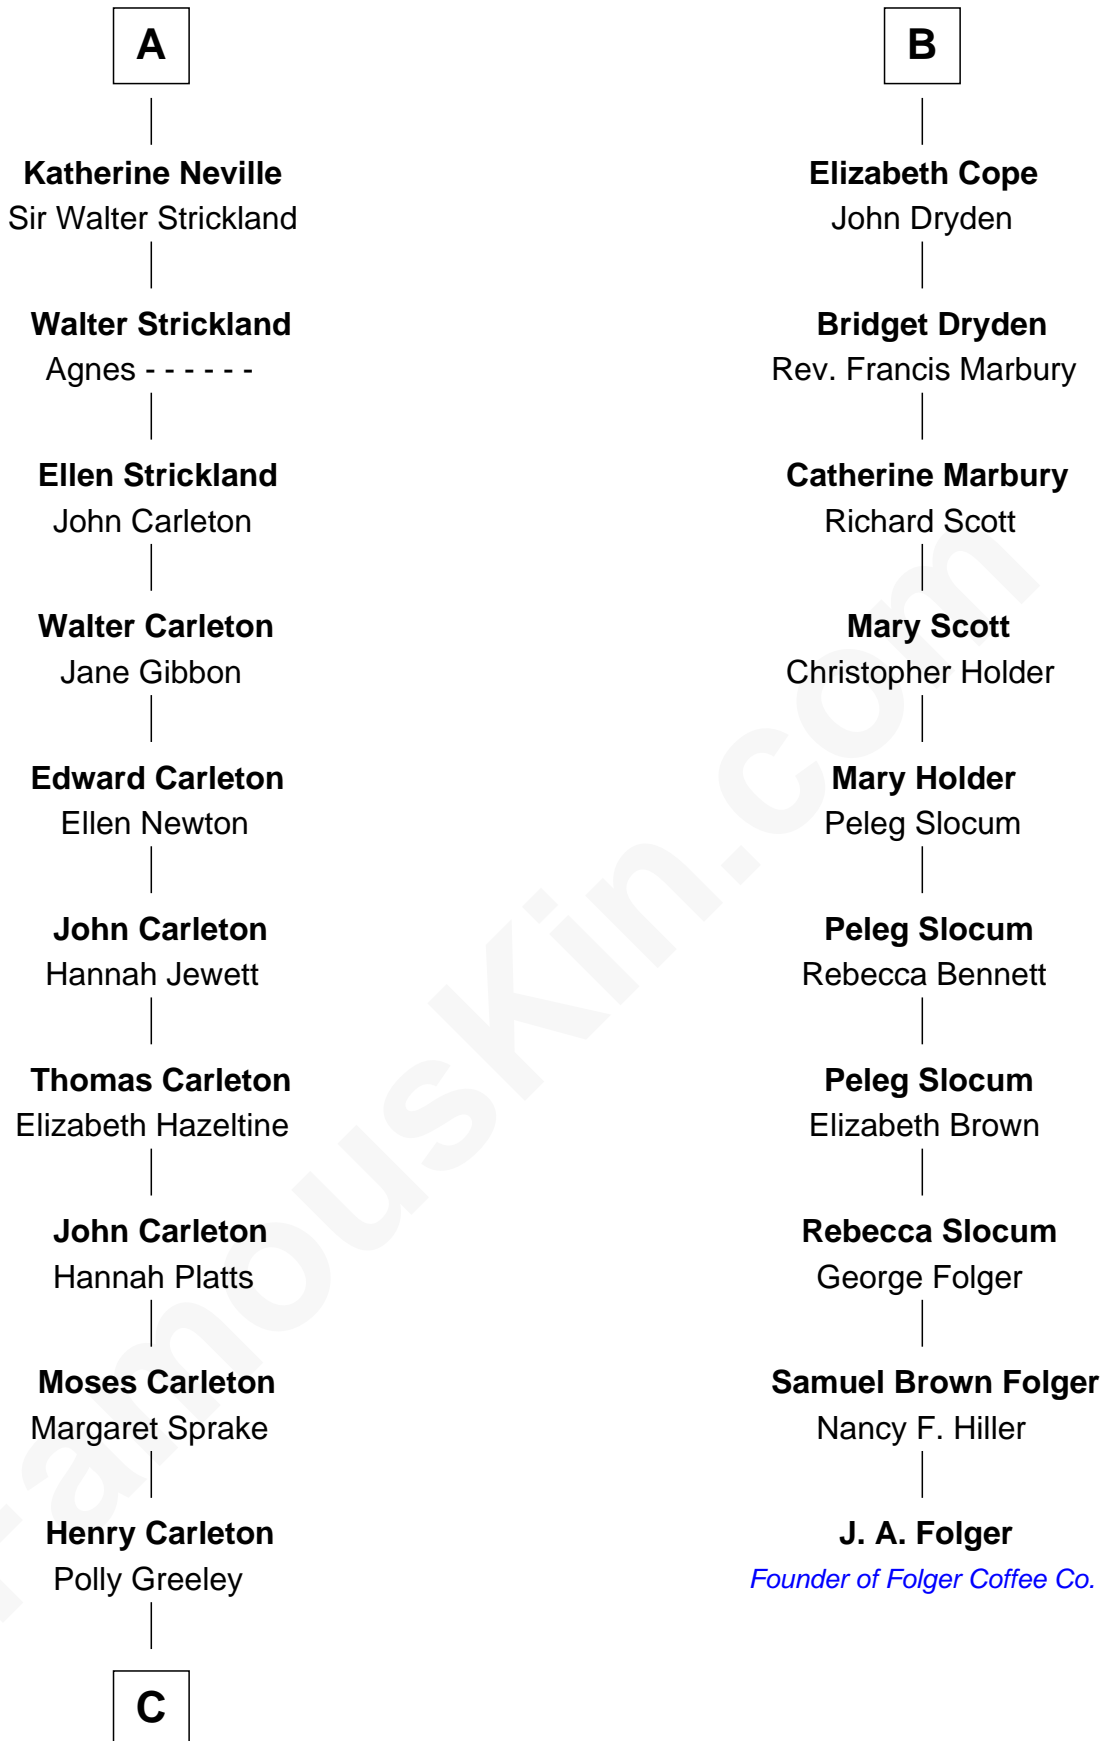 A
Katherine Neville
Sir Walter Strickland
Walter Strickland
Agnes - - - - - -
Ellen Strickland
John Carleton
Walter Carleton
Jane Gibbon
Edward Carleton
Ellen Newton
John Carleton
Hannah Jewett
Thomas Carleton
Elizabeth Hazeltine
John Carleton
Hannah Platts
Moses Carleton
Margaret Sprake
Henry Carleton
Polly Greeley
C
B
Elizabeth Cope
John Dryden
Bridget Dryden
Rev. Francis Marbury
Catherine Marbury
Richard Scott
Mary Scott
Christopher Holder
Mary Holder
Peleg Slocum
Peleg Slocum
Rebecca Bennett
Peleg Slocum
Elizabeth Brown
Rebecca Slocum
George Folger
Samuel Brown Folger
Nancy F. Hiller
J. A. Folger
Founder of Folger Coffee Co.
FamousKin.com